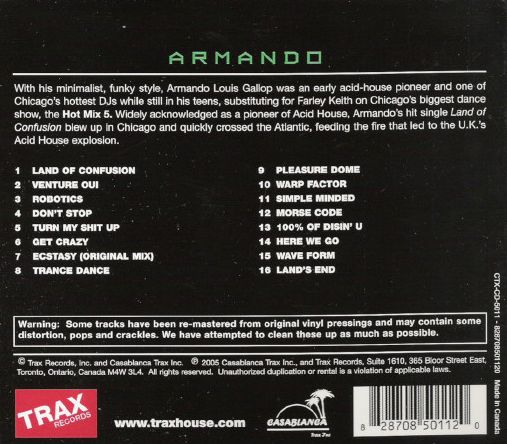 ARMANDO
With his minimalist, funky style, Armando Louis Gallop was an early acid-house pioneer and one of
Chicago's hottest DJs while still in his teens, substituting for Farley Keith on Chicago's biggest dance
show, the Hot Mix 5. Widely acknowledged as a pioneer of Acid House, Armando's hit single Land of
Confusion blew up in Chicago and quickly crossed the Atlantic, feeding the fire that led to the U.K.'s
Acid House explosion.
1 LAND OF CONFUSION
2 VENTURE OUI
3 ROBOTICS
4 DON'T STOP
5 TURN MY SHIT UP
6 GET CRAZY
7 ECSTASY (ORIGINAL MIX)
8 TRANCE DANCE
9 PLEASURE DOME
10 WARP FACTOR
11 SIMPLE MINDED
12 MORSE CODE
13 100% OF DISIN' U
14 HERE WE GO
15 WAVE FORM
16 LAND'S END
Warning: Some tracks have been re-mastered from original vinyl pressings and may contain some
distortion, pops and crackles. We have attempted to clean these up as much as possible.
© Trax Records, Inc. and Casablanca Trax Inc. ℗ 2005 Casablanca Trax Inc., and Trax Records, Suite 1610, 365 Bloor Street East,
Toronto, Ontario, Canada M4W 3L4. All rights reserved. Unauthorized duplication or rental is a violation of applicable laws.
TRAX
RECORDS
www.traxhouse.com
CASABLANCA
Trax Inc
8 28708 50112 0
CTX-CD-5011 - 828708501120 Made in Canada